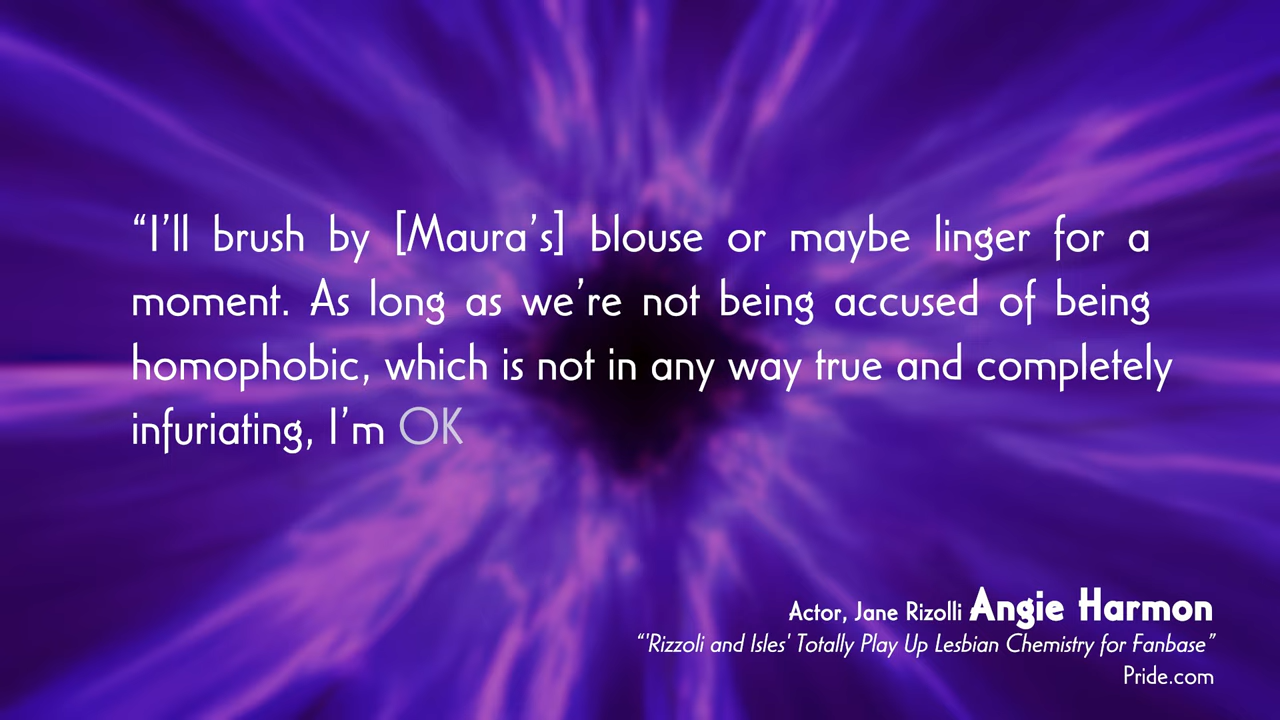 “I’ll brush by [Maura’s] blouse or maybe linger for a
moment. As long as we’re not being accused of being
homophobic, which is not in any way true and completely
infuriating, I’m OK
Actor, Jane Rizolli Angie Harmon
“'Rizzoli and Isles' Totally Play Up Lesbian Chemistry for Fanbase”
Pride.com